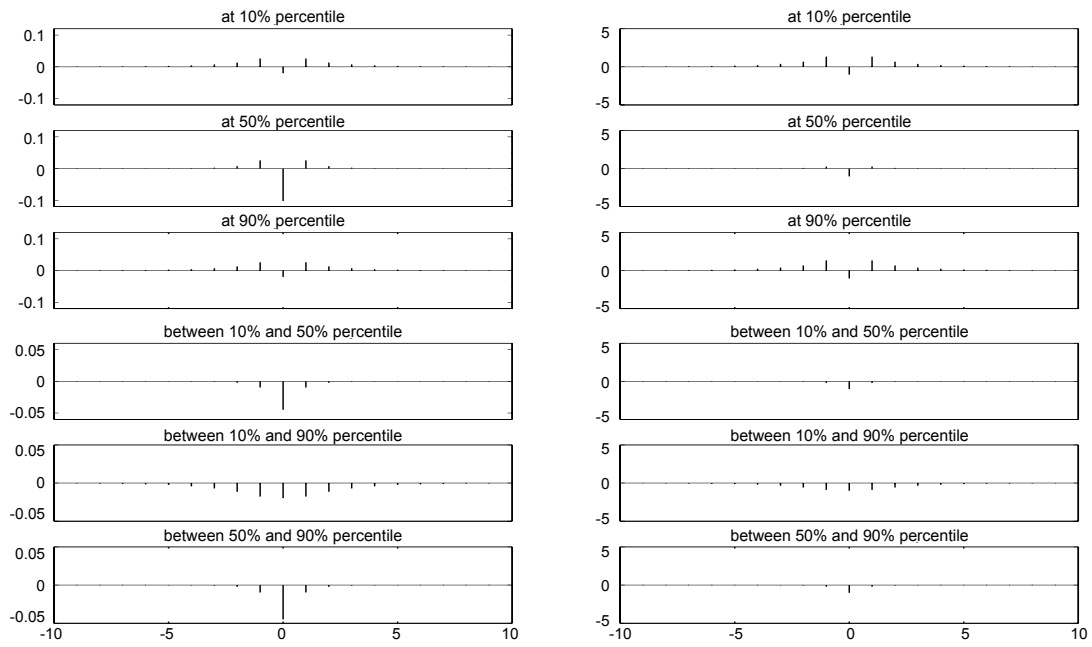 at 10% percentile
0.1
0
-0.1
at 50% percentile
0.1
0
-0.1
at 90% percentile
0.1
0
-0.1
between 10% and 50% percentile
0.05
0
-0.05
between 10% and 90% percentile
0.05
0
-0.05
between 50% and 90% percentile
0.05
0
-0.05
-10 -5 0 5 10
at 10% percentile
5
0
-5
at 50% percentile
5
0
-5
at 90% percentile
5
0
-5
between 10% and 50% percentile
5
0
-5
between 10% and 90% percentile
5
0
-5
between 50% and 90% percentile
5
0
-5
-10 -5 0 5 10